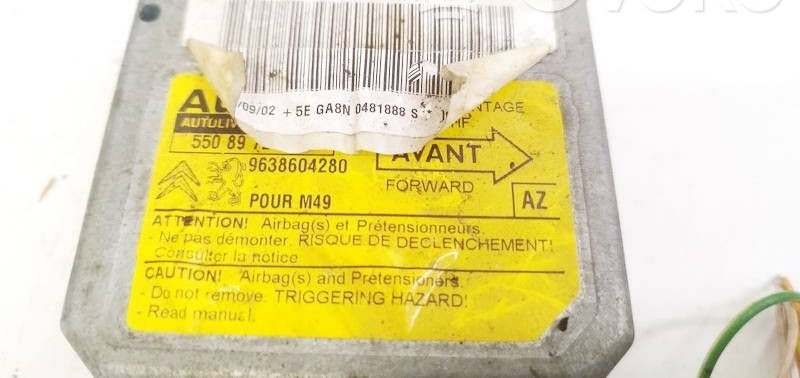 /09/02 + 5E GA8N 0481888 S
AUTOLIV
550 89
9638604280
AVANT
FORWARD
POUR M49
AZ
ATTENTION! Airbag(s) et Prétensionneurs.
- Ne pas démonter. RISQUE DE DECLENCHEMENT!
Consulter la notice
CAUTION! Airbag(s) and Pretensioners.
- Do not remove. TRIGGERING HAZARD!
- Read manual.